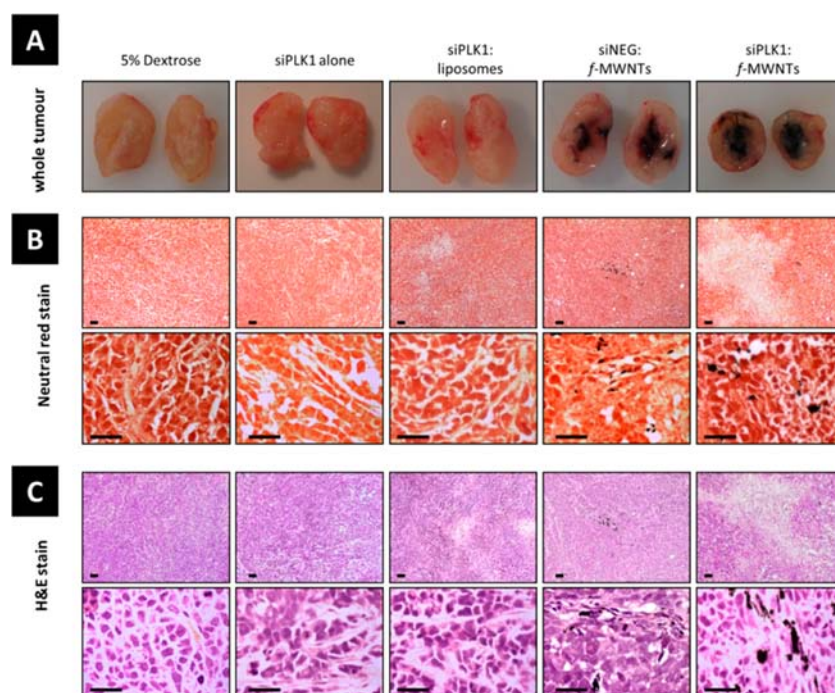 A
5% Dextrose
siPLK1 alone
siPLK1:
liposomes
siNEG:
f-MWNTs
siPLK1:
f-MWNTs
whole tumour
B
Neutral red stain
C
H&E stain